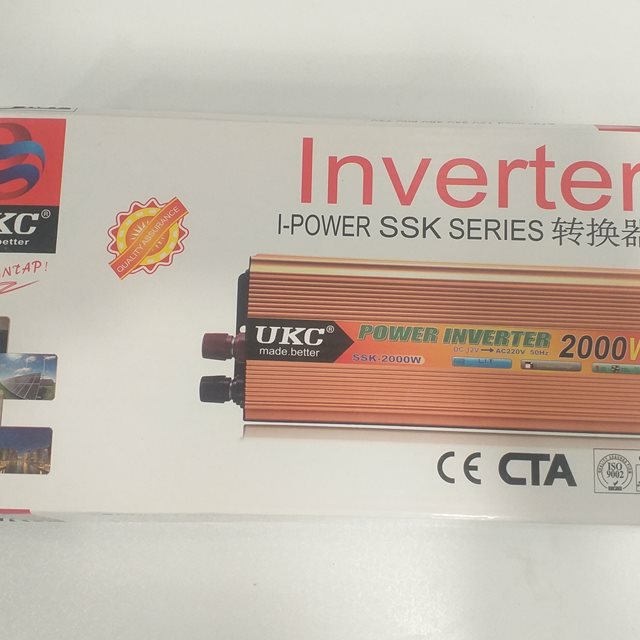 Inverter
I-POWER SSK SERIES 转换器
UKC®
made.better
QUALITY ASSURANCE
UKC®
made.better
POWER INVERTER
DC 12V → AC220V 50Hz
SSK-2000W
2000W
CE CTA
ISO
9002